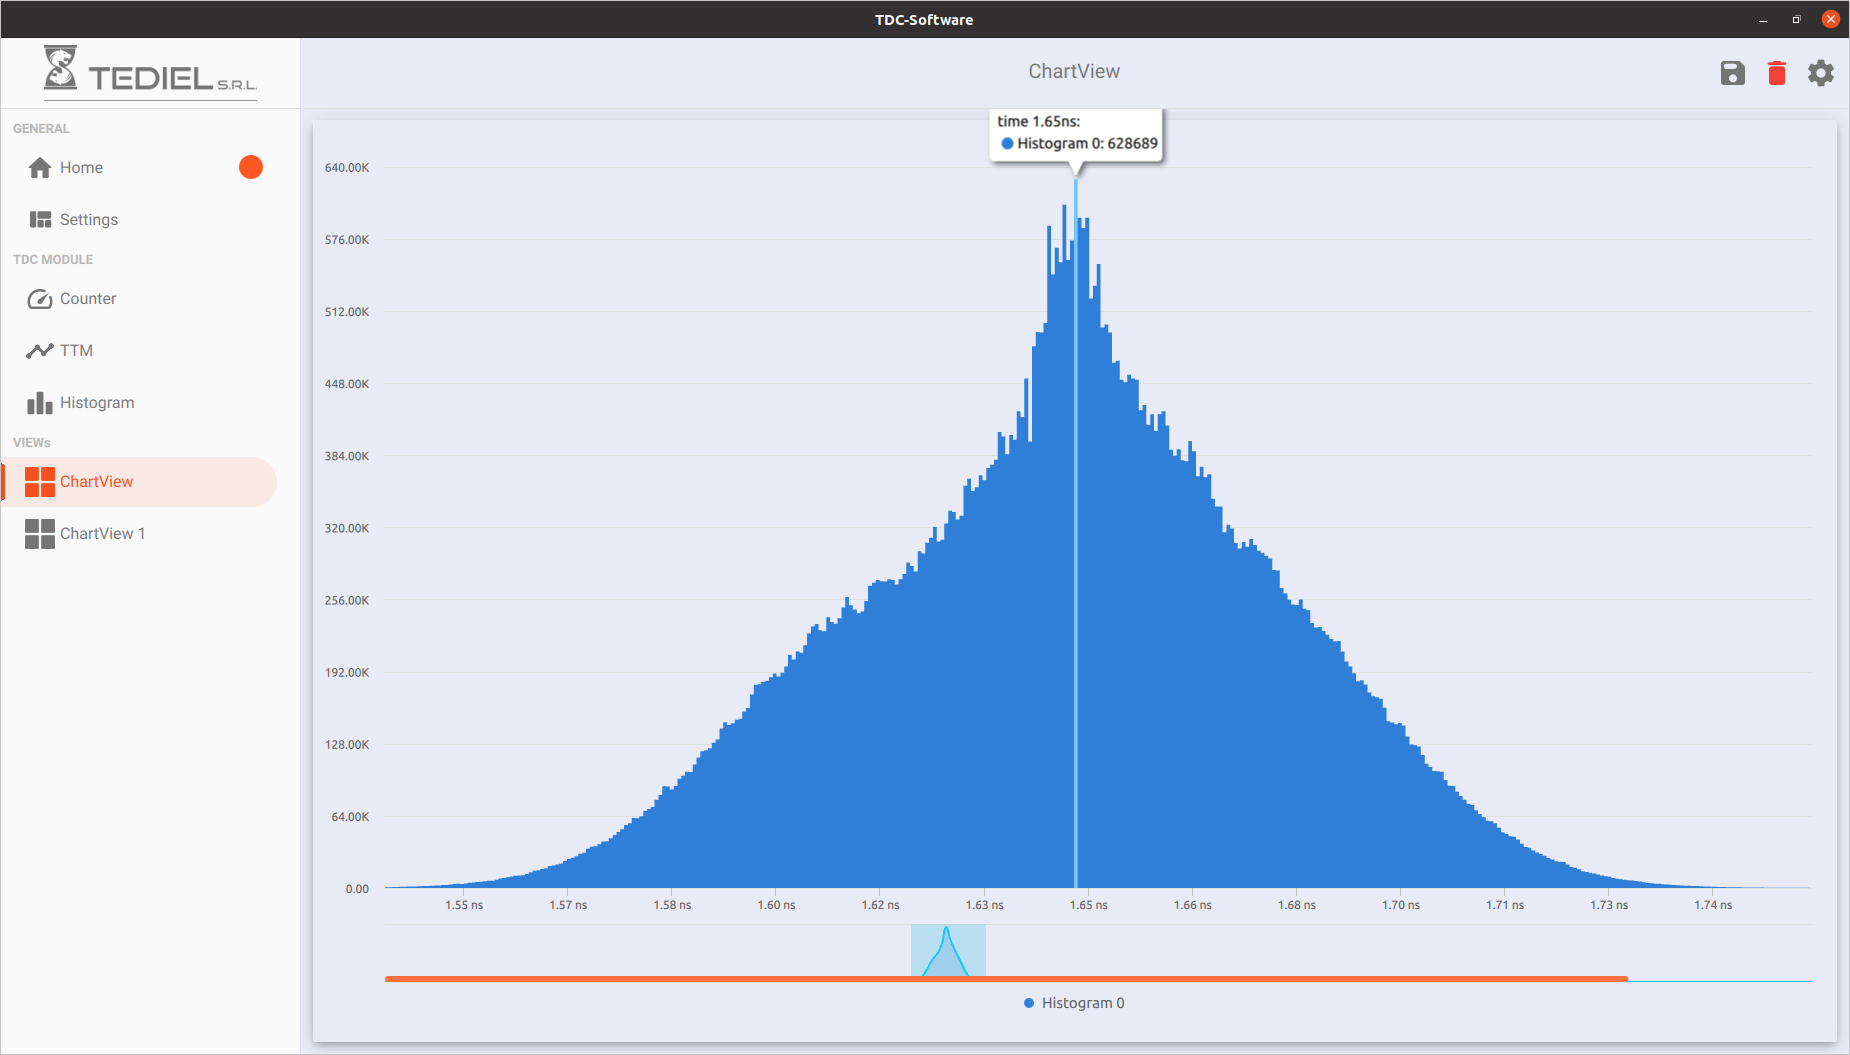 TDC-Software
TEDIEL S.R.L.
ChartView
GENERAL
Home
Settings
TDC MODULE
Counter
TTM
Histogram
VIEWs
ChartView
ChartView 1
time 1.65ns:
Histogram 0: 628689
640.00K
576.00K
512.00K
448.00K
384.00K
320.00K
256.00K
192.00K
128.00K
64.00K
0.00
1.55 ns 1.57 ns 1.58 ns 1.60 ns 1.62 ns 1.63 ns 1.65 ns 1.66 ns 1.68 ns 1.70 ns 1.71 ns 1.73 ns 1.74 ns
Histogram 0